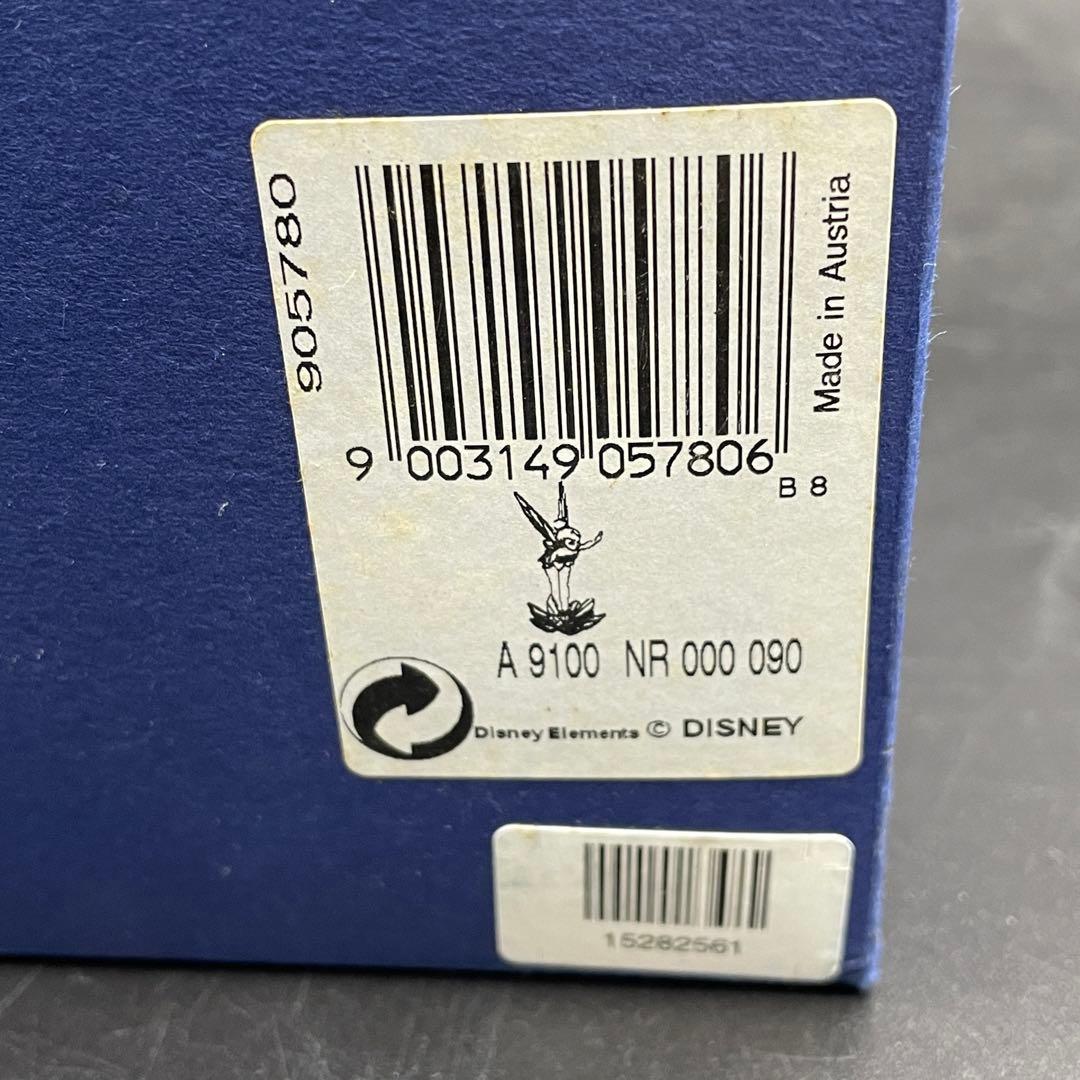 905780
Made in Austria
9 003149 057806
B 8
A 9100 NR 000 090
Disney Elements © DISNEY
15282561